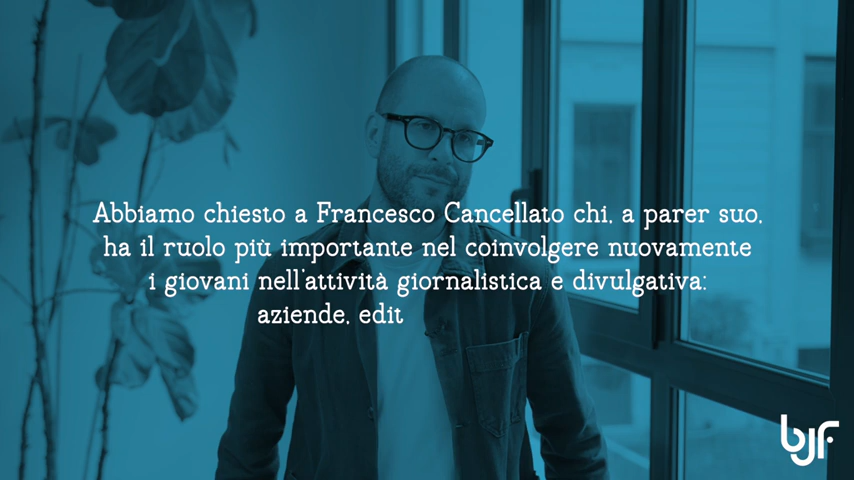 Abbiamo chiesto a Francesco Cancellato chi, a parer suo,
ha il ruolo più importante nel coinvolgere nuovamente
i giovani nell'attività giornalistica e divulgativa:
aziende, edit
bjf